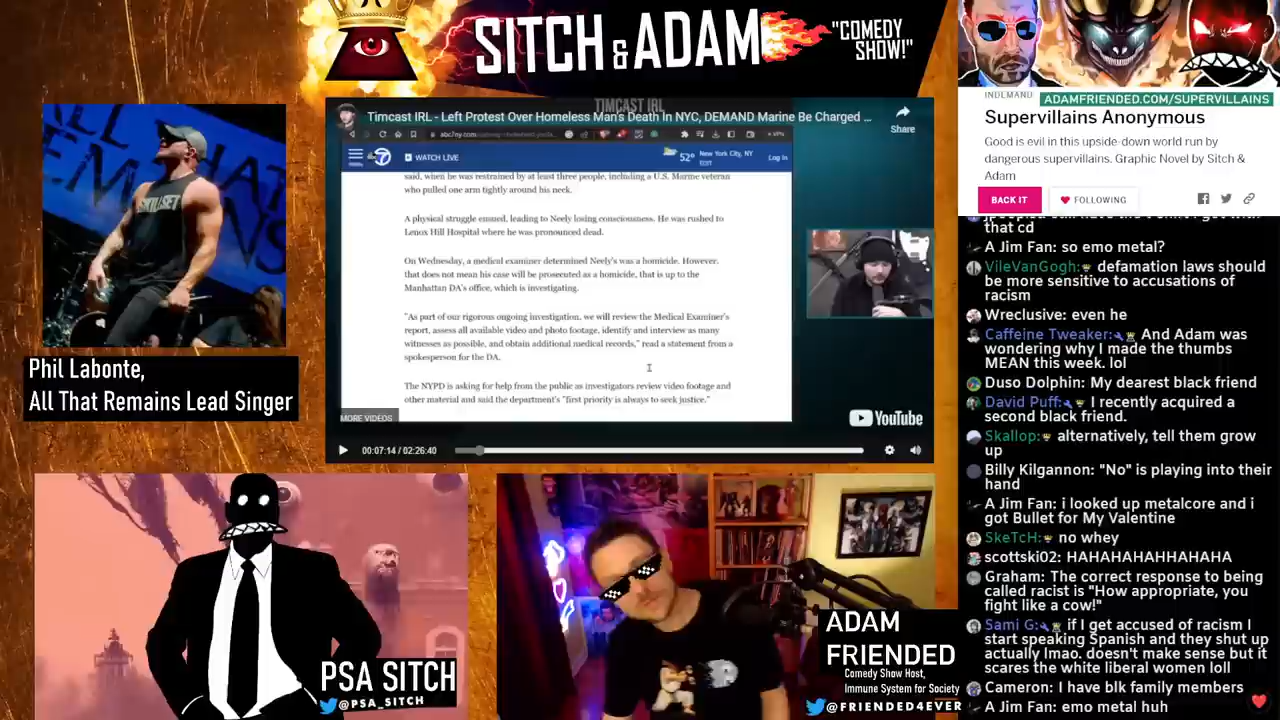 SITCH & ADAM
"COMEDY
SHOW!"
INDEMAND
ADAMFRIENDED.COM/SUPERVILLAINS
Supervillains Anonymous
Good is evil in this upside-down world run by
dangerous supervillains. Graphic Novel by Sitch &
Adam
BACK IT
FOLLOWING
TIMCAST IRL
Timcast IRL - Left Protest Over Homeless Man's Death In NYC, DEMAND Marine Be Charged ...
Share
WATCH LIVE
52°
New York City, NY
EDIT
Log In
said, when he was restrained by at least three people, including a U.S. Marine veteran
who pulled one arm tightly around his neck.
A physical struggle ensued, leading to Neely losing consciousness. He was rushed to
Lenox Hill Hospital where he was pronounced dead.
On Wednesday, a medical examiner determined Neely's was a homicide. However,
that does not mean his case will be prosecuted as a homicide, that is up to the
Manhattan DA's office, which is investigating.
"As part of our rigorous ongoing investigation, we will review the Medical Examiner's
report, assess all available video and photo footage, identify and interview as many
witnesses as possible, and obtain additional medical records," read a statement from a
spokesperson for the DA.
The NYPD is asking for help from the public as investigators review video footage and
other material and said the department's "first priority is always to seek justice."
MORE VIDEOS
YouTube
00:07:14 / 02:26:40
Phil Labonte,
All That Remains Lead Singer
PSA SITCH
@PSA_SITCH
ADAM
FRIENDED
Comedy Show Host,
Immune System for Society
@FRIENDED4EVER
that cd
A Jim Fan: so emo metal?
VileVanGogh: defamation laws should
be more sensitive to accusations of
racism
Wreclusive: even he
Caffeine Tweaker: And Adam was
wondering why I made the thumbs
MEAN this week. lol
Duso Dolphin: My dearest black friend
David Puff: I recently acquired a
second black friend.
Skallop: alternatively, tell them grow
up
Billy Kilgannon: "No" is playing into their
hand
A Jim Fan: i looked up metalcore and i
got Bullet for My Valentine
SkeTcH: no whey
scottski02: HAHAHAHAHHAHAHA
Graham: The correct response to being
called racist is "How appropriate, you
fight like a cow!"
Sami G: if I get accused of racism I
start speaking Spanish and they shut up
actually lmao. doesn't make sense but it
scares the white liberal women loll
Cameron: I have blk family members
A Jim Fan: emo metal huh